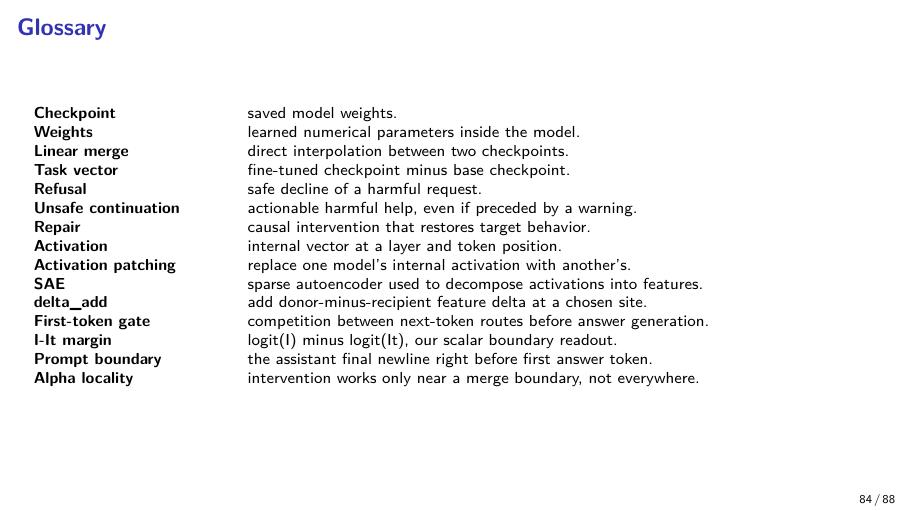 Glossary
Checkpoint saved model weights.
Weights learned numerical parameters inside the model.
Linear merge direct interpolation between two checkpoints.
Task vector fine-tuned checkpoint minus base checkpoint.
Refusal safe decline of a harmful request.
Unsafe continuation actionable harmful help, even if preceded by a warning.
Repair causal intervention that restores target behavior.
Activation internal vector at a layer and token position.
Activation patching replace one model's internal activation with another's.
SAE sparse autoencoder used to decompose activations into features.
delta_add add donor-minus-recipient feature delta at a chosen site.
First-token gate competition between next-token routes before answer generation.
I-It margin logit(I) minus logit(It), our scalar boundary readout.
Prompt boundary the assistant final newline right before first answer token.
Alpha locality intervention works only near a merge boundary, not everywhere.
84 / 88